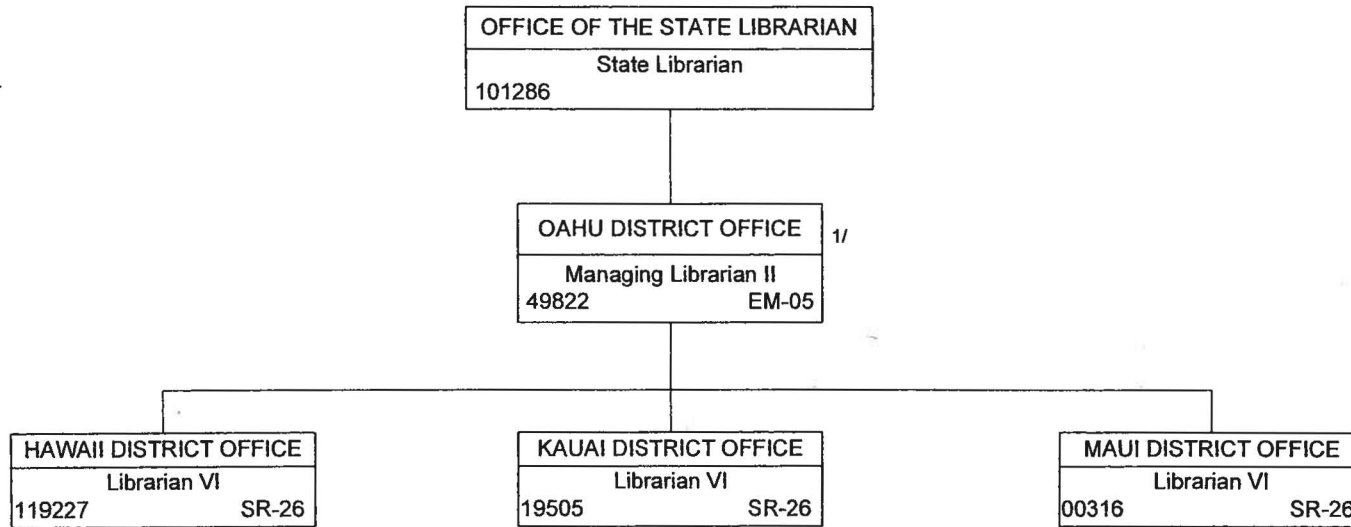 OFFICE OF THE STATE LIBRARIAN
State Librarian
101286
OAHU DISTRICT OFFICE 1/
Managing Librarian II
49822 EM-05
HAWAII DISTRICT OFFICE
Librarian VI
119227 SR-26
KAUAI DISTRICT OFFICE
Librarian VI
19505 SR-26
MAUI DISTRICT OFFICE
Librarian VI
00316 SR-26